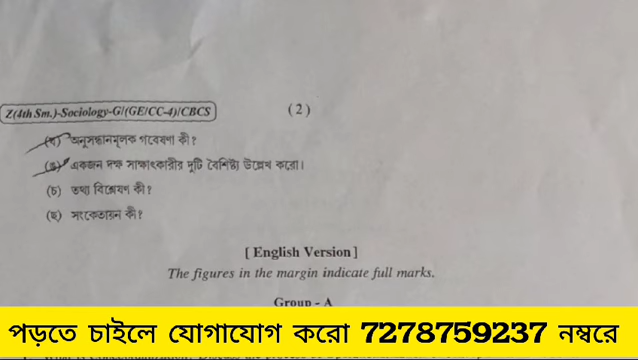 Z(4th Sm.)-Sociology-G/(GE/CC-4)/CBCS
(2)
(ঘ) অনুসন্ধানমূলক গবেষণা কী?
(ঙ) একজন দক্ষ সাক্ষাৎকারীর দুটি বৈশিষ্ট্য উল্লেখ করো।
(চ) তথ্য বিশ্লেষণ কী?
(ছ) সংকেতায়ন কী?
[ English Version ]
The figures in the margin indicate full marks.
Group - A
পড়তে চাইলে যোগাযোগ করো 7278759237 নম্বরে